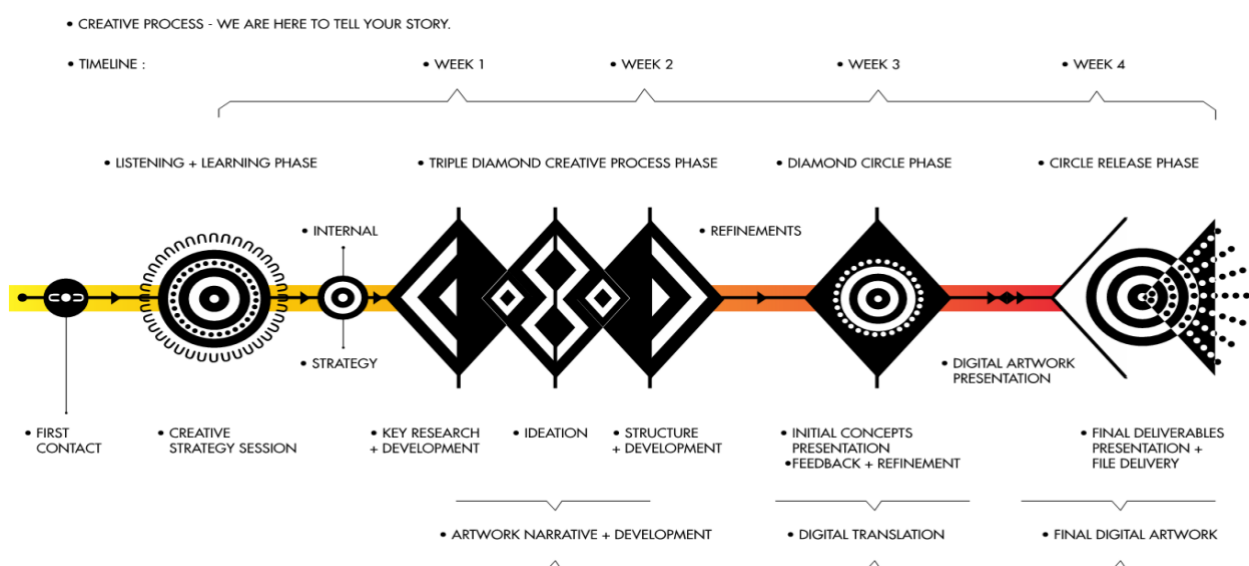 • CREATIVE PROCESS - WE ARE HERE TO TELL YOUR STORY.
• TIMELINE :
• WEEK 1
• WEEK 2
• WEEK 3
• WEEK 4
• LISTENING + LEARNING PHASE
• TRIPLE DIAMOND CREATIVE PROCESS PHASE
• DIAMOND CIRCLE PHASE
• CIRCLE RELEASE PHASE
• INTERNAL
• REFINEMENTS
• STRATEGY
• DIGITAL ARTWORK
PRESENTATION
• FIRST
CONTACT
• CREATIVE
STRATEGY SESSION
• KEY RESEARCH
+ DEVELOPMENT
• IDEATION
• STRUCTURE
+ DEVELOPMENT
• INITIAL CONCEPTS
PRESENTATION
•FEEDBACK + REFINEMENT
• FINAL DELIVERABLES
PRESENTATION +
FILE DELIVERY
• ARTWORK NARRATIVE + DEVELOPMENT
• DIGITAL TRANSLATION
• FINAL DIGITAL ARTWORK